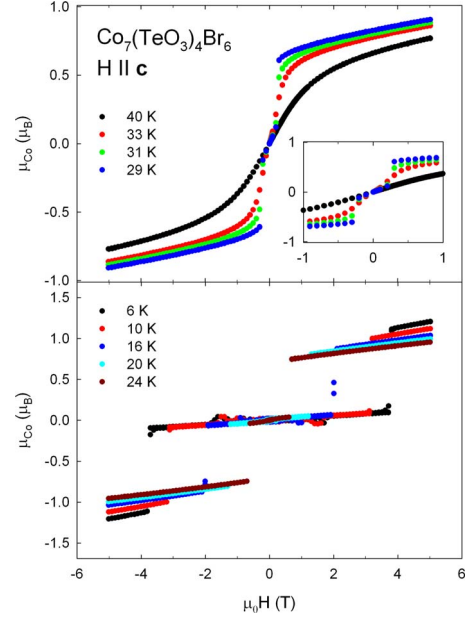 Co7(TeO3)4Br6
H II c
μCo (μB)
1.0
0.5
0.0
-0.5
-1.0
40 K
33 K
31 K
29 K
1
0
-1
-1 0 1
μCo (μB)
1.5
1.0
0.5
0.0
-0.5
-1.0
-1.5
6 K
10 K
16 K
20 K
24 K
-6 -4 -2 0 2 4 6
μ0H (T)